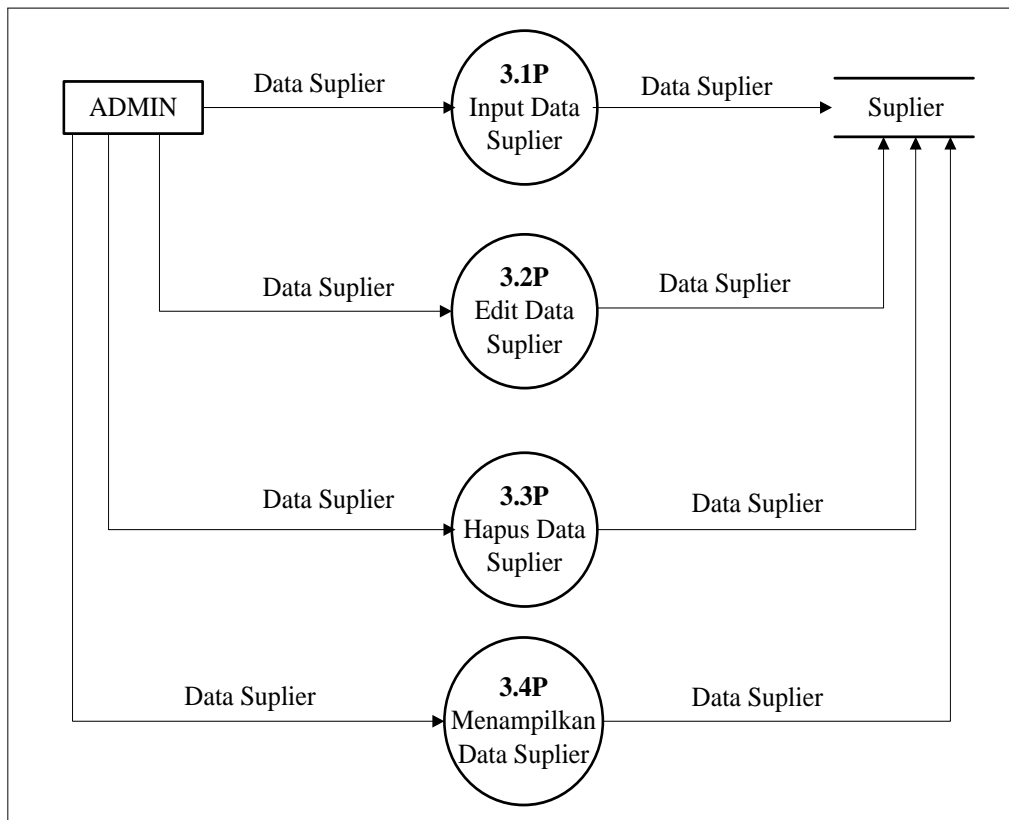 ADMIN
Data Suplier
3.1P
Input Data
Suplier
Data Suplier
Suplier
Data Suplier
3.2P
Edit Data
Suplier
Data Suplier
Data Suplier
3.3P
Hapus Data
Suplier
Data Suplier
Data Suplier
3.4P
Menampilkan
Data Suplier
Data Suplier